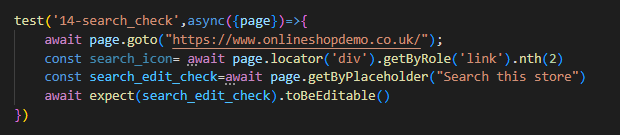 test('14-search_check',async({page})=>{
    await page.goto("https://www.onlineshopdemo.co.uk/");
    const search_icon= await page.locator('div').getByRole('link').nth(2)
    const search_edit_check=await page.getByPlaceholder("Search this store")
    await expect(search_edit_check).toBeEditable()
})